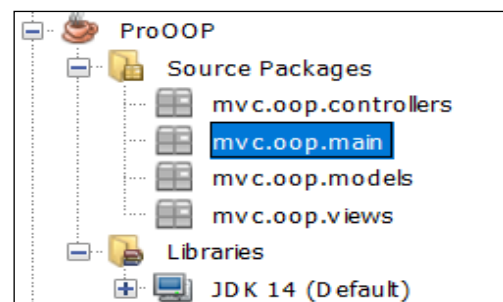 ProOOP
Source Packages
mvc.oop.controllers
mvc.oop.main
mvc.oop.models
mvc.oop.views
Libraries
JDK 14 (Default)